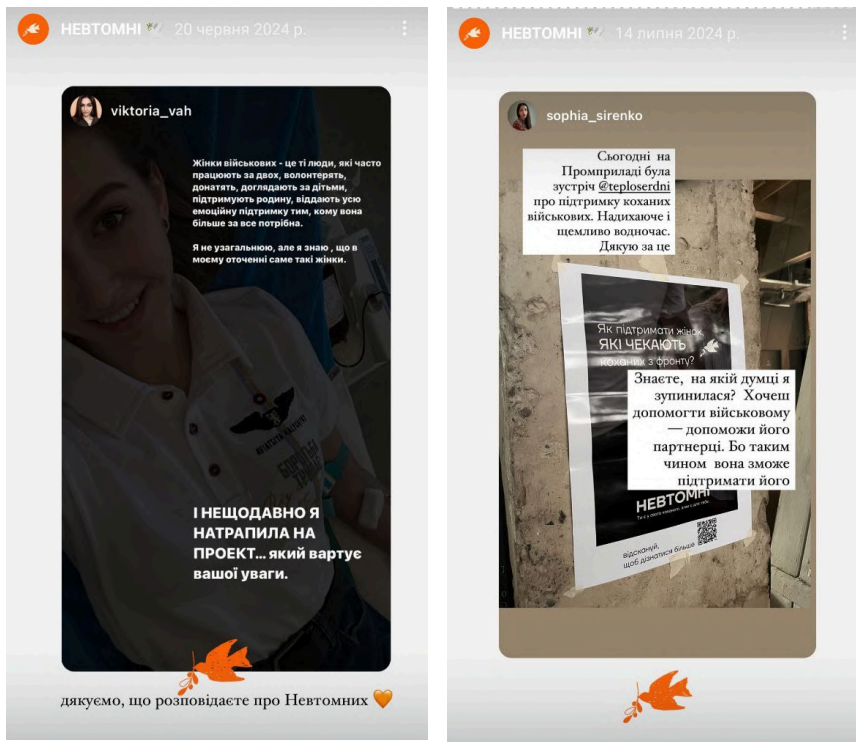 НЕВТОМНІ 🕊 20 червня 2024 р.
viktoria_vah
Жінки військових - це ті люди, які часто
працюють за двох, волонтерять,
донатять, доглядають за дітьми,
підтримують родину, віддають усю
емоційну підтримку тим, кому вона
більше за все потрібна.
Я не узагальнюю, але я знаю , що в
моєму оточенні саме такі жінки.
І НЕЩОДАВНО Я
НАТРАПИЛА НА
ПРОЕКТ... який вартує
вашої уваги.
дякуємо, що розповідаєте про Невтомних 🧡
НЕВТОМНІ 🕊 14 липня 2024 р.
sophia_sirenko
Сьогодні на
Промприладі була
зустріч @teploserdni
про підтримку коханих
військових. Надихаюче і
щемливо водночас.
Дякую за це
Як підтримати жінок,
ЯКІ ЧЕКАЮТЬ
коханих з фронту?
Знаєте, на якій думці я
зупинилася? Хочеш
допомогти військовому
— допоможи його
партнерці. Бо таким
чином вона зможе
підтримати його
НЕВТОМНІ
відскануй,
щоб дізнатися більше